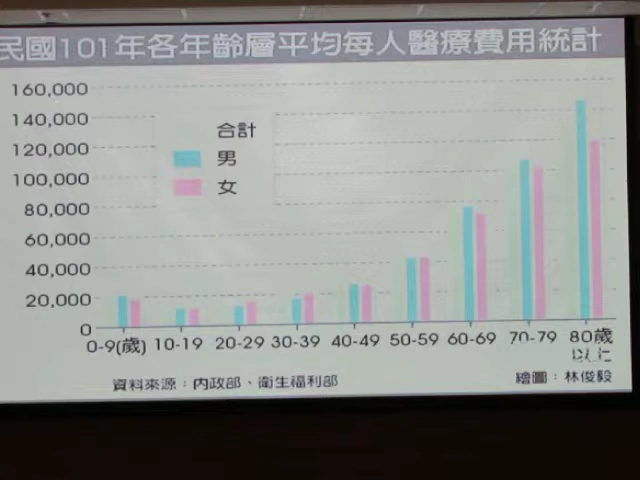 民國101年各年齡層平均每人醫療費用統計
160,000
140,000
120,000
100,000
80,000
60,000
40,000
20,000
0
合計
男
女
0-9(歲) 10-19 20-29 30-39 40-49 50-59 60-69 70-79 80歲
以上
資料來源：內政部、衛生福利部
繪圖：林俊毅